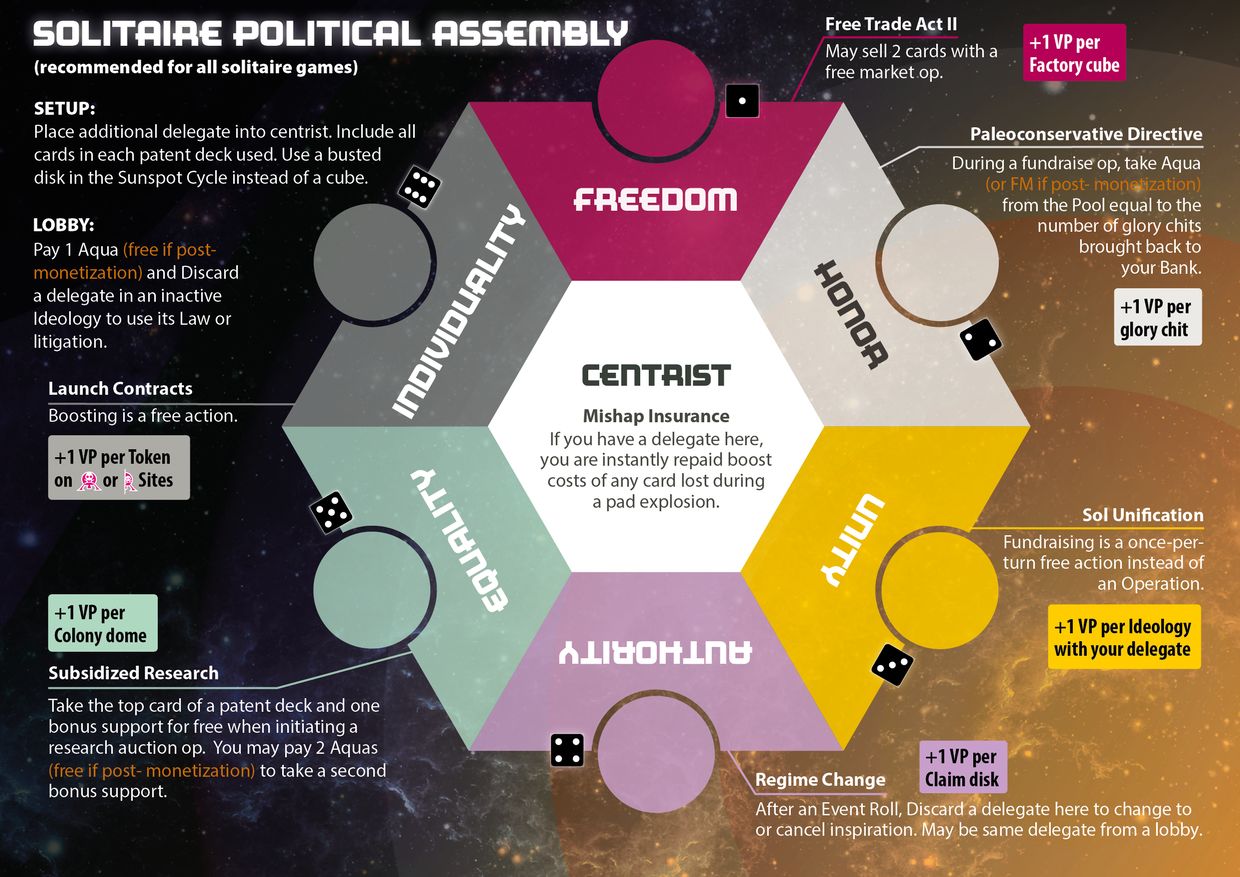 SOLITAIRE POLITICAL ASSEMBLY
(recommended for all solitaire games)
SETUP:
Place additional delegate into centrist. Include all
cards in each patent deck used. Use a busted
disk in the Sunspot Cycle instead of a cube.
LOBBY:
Pay 1 Aqua (free if post-
monetization) and Discard
a delegate in an inactive
Ideology to use its Law or
litigation.
Launch Contracts
Boosting is a free action.
+1 VP per Token
on or Sites
+1 VP per
Colony dome
Subsidized Research
Take the top card of a patent deck and one
bonus support for free when initiating a
research auction op. You may pay 2 Aquas
(free if post- monetization) to take a second
bonus support.
Free Trade Act II
May sell 2 cards with a
free market op.
+1 VP per
Factory cube
Paleoconservative Directive
During a fundraise op, take Aqua
(or FM if post- monetization)
from the Pool equal to the
number of glory chits
brought back to
your Bank.
+1 VP per
glory chit
FREEDOM
HONOR
INDIVIDUALITY
CENTRIST
Mishap Insurance
If you have a delegate here,
you are instantly repaid boost
costs of any card lost during
a pad explosion.
EQUALITY
UNITY
AUTHORITY
Sol Unification
Fundraising is a once-per-
turn free action instead of
an Operation.
+1 VP per Ideology
with your delegate
Regime Change
+1 VP per
Claim disk
After an Event Roll, Discard a delegate here to change to
or cancel inspiration. May be same delegate from a lobby.